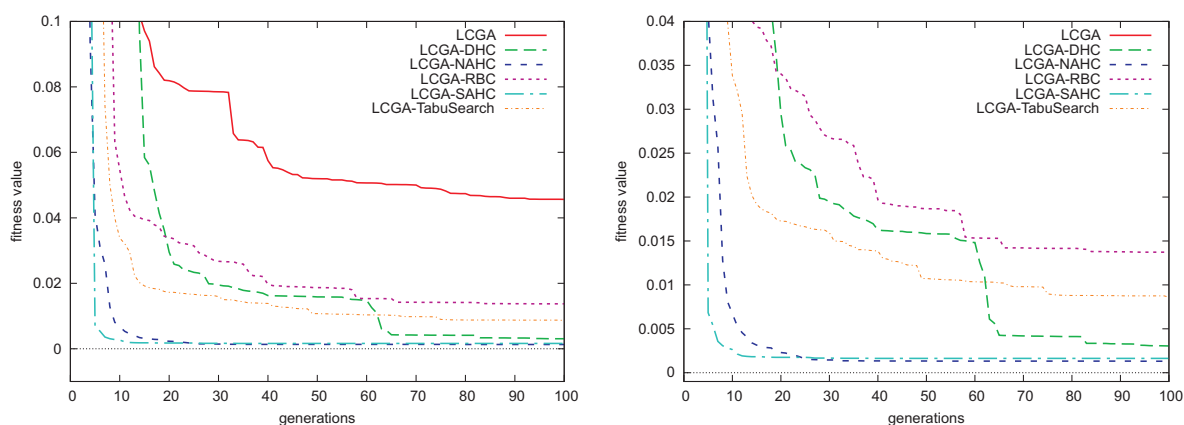 0.1
0.08
0.06
0.04
0.02
0
fitness value
0 10 20 30 40 50 60 70 80 90 100
generations
LCGA
LCGA-DHC
LCGA-NAHC
LCGA-RBC
LCGA-SAHC
LCGA-TabuSearch
0.04
0.035
0.03
0.025
0.02
0.015
0.01
0.005
0
fitness value
0 10 20 30 40 50 60 70 80 90 100
generations
LCGA
LCGA-DHC
LCGA-NAHC
LCGA-RBC
LCGA-SAHC
LCGA-TabuSearch